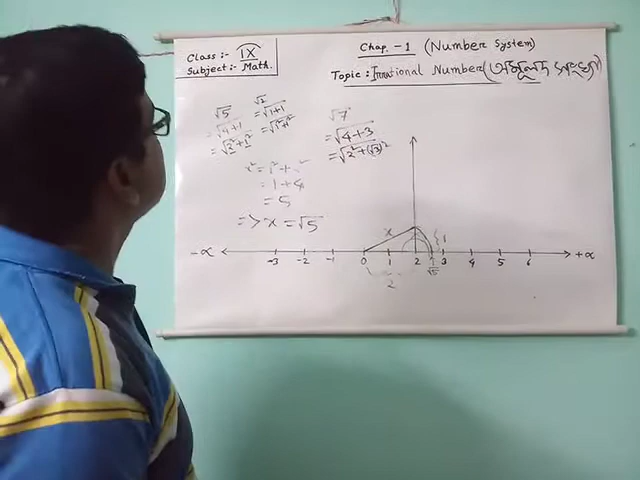 Class :- IX
Subject :- Math.
Chap. - 1 (Number System)
Topic : Irrational Number (অমূলদ সংখ্যা)
√5
= √4+1
= √2²+1²
√2
= √1+1
= √1²+1²
x² = 1² +
= 1 + 4
= 5
=> x = √5
√7
= √4+3
= √2²+(√3)²
x
1
-∝ -3 -2 -1 0 1 2 3 4 5 6 +∝
√5
2